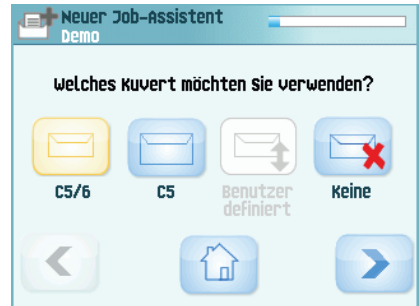 Neuer Job-Assistent
Demo
Welches Kuvert möchten Sie verwenden?
C5/6
C5
Benutzer
definiert
Keine